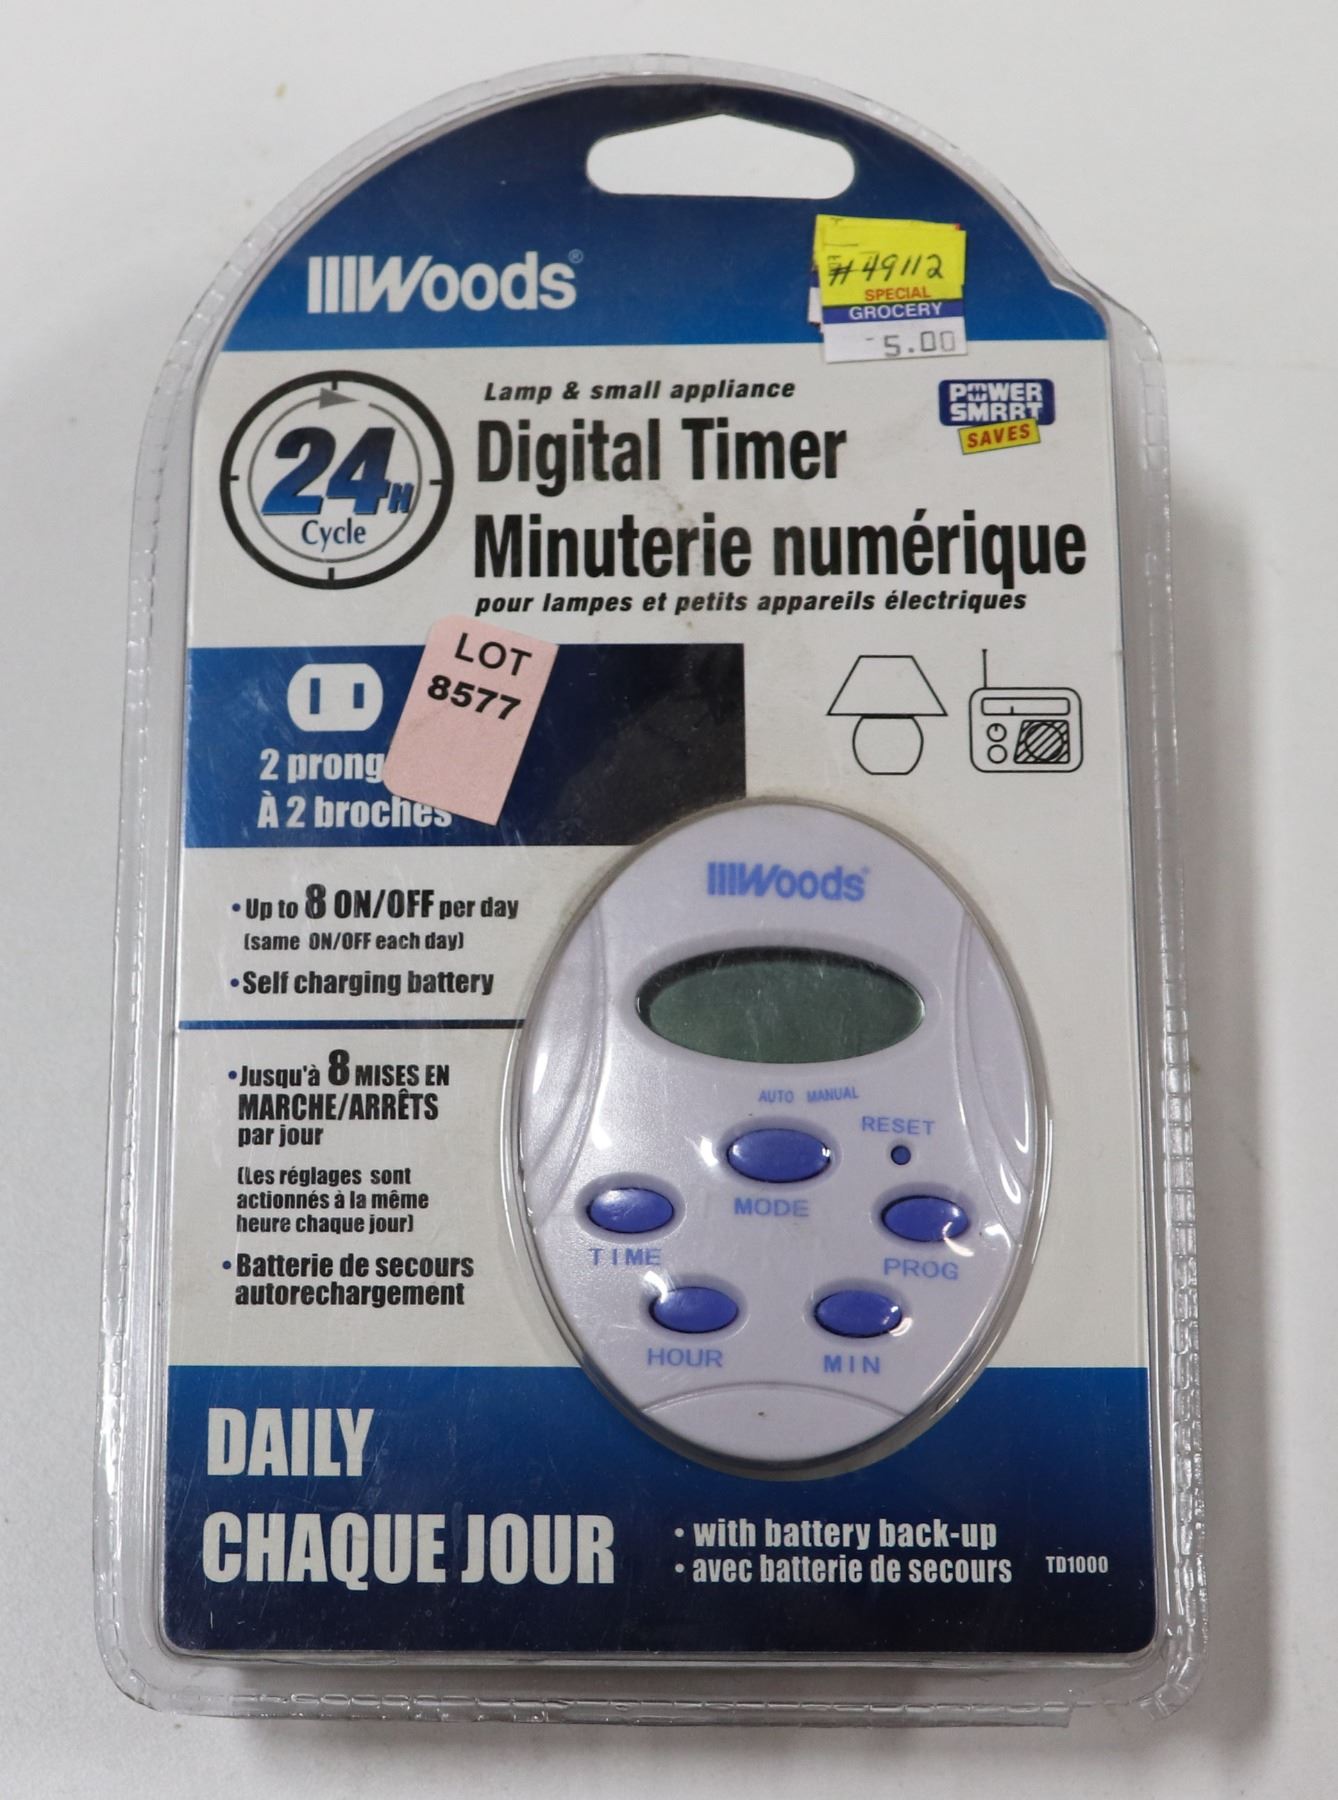 Woods®
#49112
SPECIAL
GROCERY
5.00
Lamp & small appliance
Digital Timer
Minuterie numérique
pour lampes et petits appareils électriques
POWER
SMART
SAVES
24H
Cycle
LOT
8577
2 prong
À 2 broches
•Up to 8 ON/OFF per day
(same ON/OFF each day)
•Self charging battery
•Jusqu'à 8 MISES EN
MARCHE/ARRÊTS
par jour
(Les réglages sont
actionnés à la même
heure chaque jour)
•Batterie de secours
autorechargement
Woods®
AUTO MANUAL
RESET
MODE
TIME
PROG
HOUR
MIN
DAILY
CHAQUE JOUR
• with battery back-up
• avec batterie de secours
TD1000